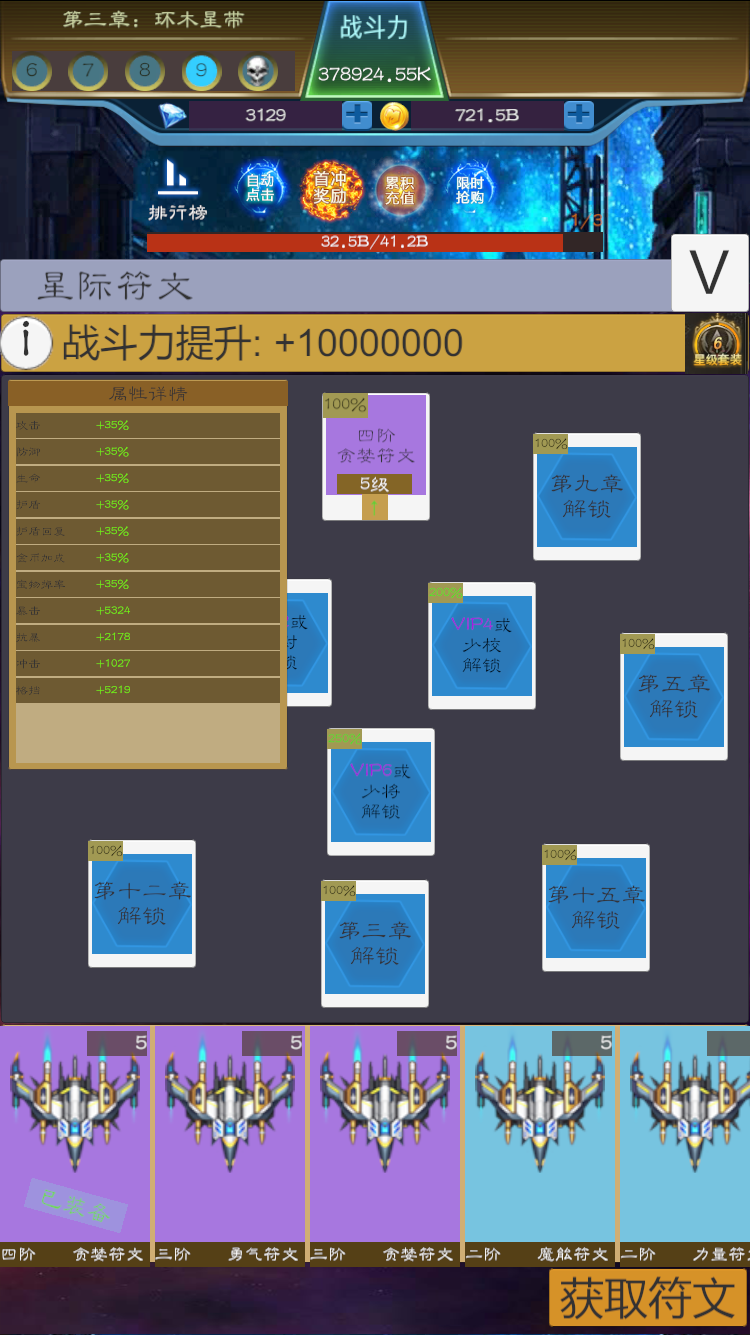 第三章：环木星带
战斗力
6
7
8
9
378924.55K
3129
721.5B
排行榜
自动
点击
首冲
奖励
累积
充值
限时
抢购
1/3
32.5B/41.2B
星际符文
V
i
战斗力提升: +10000000
6
星级套装
属性详情
攻击 +35%
防御 +35%
生命 +35%
护盾 +35%
护盾回复 +35%
金币加成 +35%
宝物爆率 +35%
暴击 +5324
抗暴 +2178
冲击 +1027
格挡 +5219
100%
四阶
贪婪符文
5级
100%
第九章
解锁
或
锁
200%
VIP4或
少校
解锁
100%
第五章
解锁
250%
VIP6或
少将
解锁
100%
第十二章
解锁
100%
第三章
解锁
100%
第十五章
解锁
5
5
5
5
已装备
四阶 贪婪符文
三阶 勇气符文
三阶 贪婪符文
二阶 魔能符文
二阶 力量符
获取符文